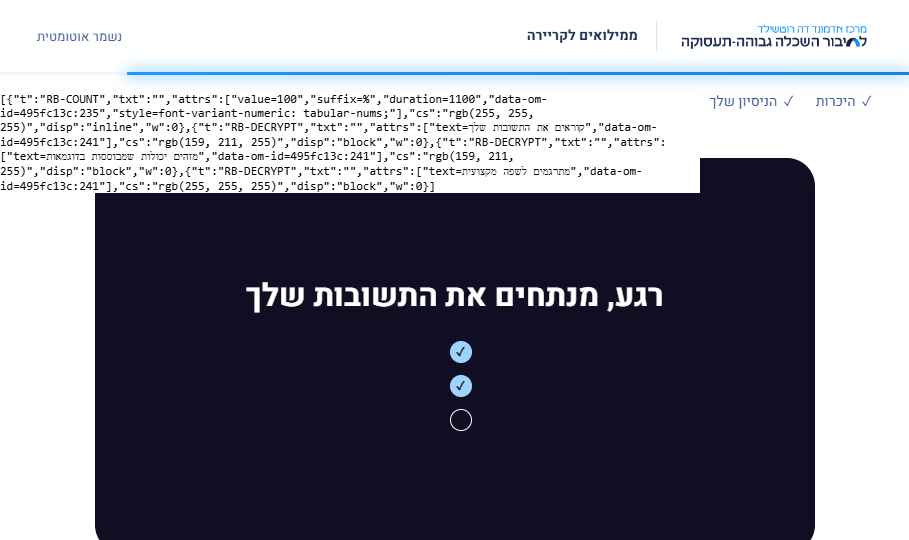 מרכז אדמונד דה רוטשילד
לחיבור השכלה גבוהה-תעסוקה
ממילואים לקריירה
נשמר אוטומטית
✓ היכרות
✓ הניסיון שלך
[{"t":"RB-COUNT","txt":"","attrs":["value=100","suffix=%","duration=1100","data-om-
id=495fc13c:235","style=font-variant-numeric: tabular-nums;"],"cs":"rgb(255, 255,
255)","disp":"inline","w":0},{"t":"RB-DECRYPT","txt":"","attrs":["text=קוראים את התשובות שלך","data-om-
id=495fc13c:241"],"cs":"rgb(159, 211, 255)","disp":"block","w":0},{"t":"RB-DECRYPT","txt":"","attrs":
["text=מזהים יכולות שמבוססות בדוגמאות","data-om-id=495fc13c:241"],"cs":"rgb(159, 211,
255)","disp":"block","w":0},{"t":"RB-DECRYPT","txt":"","attrs":["text=מתרגמים לשפה מקצועית","data-om-
id=495fc13c:241"],"cs":"rgb(255, 255, 255)","disp":"block","w":0}]
רגע, מנתחים את התשובות שלך